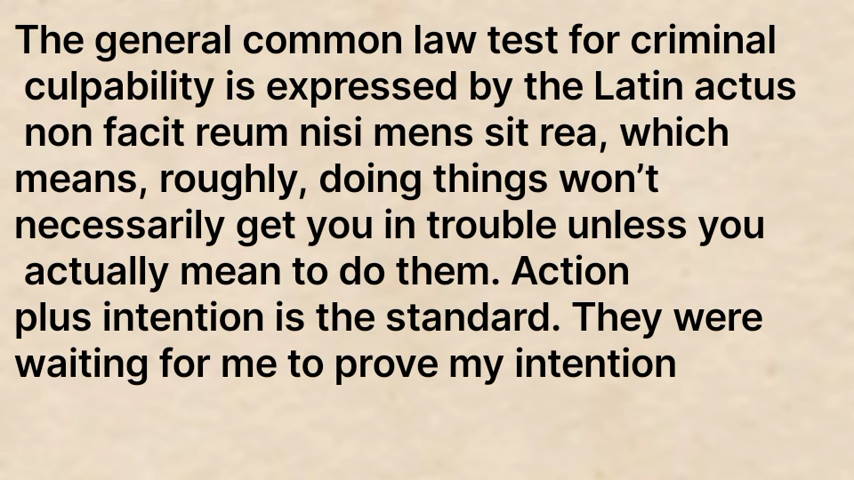 The general common law test for criminal
culpability is expressed by the Latin actus
non facit reum nisi mens sit rea, which
means, roughly, doing things won’t
necessarily get you in trouble unless you
actually mean to do them. Action
plus intention is the standard. They were
waiting for me to prove my intention